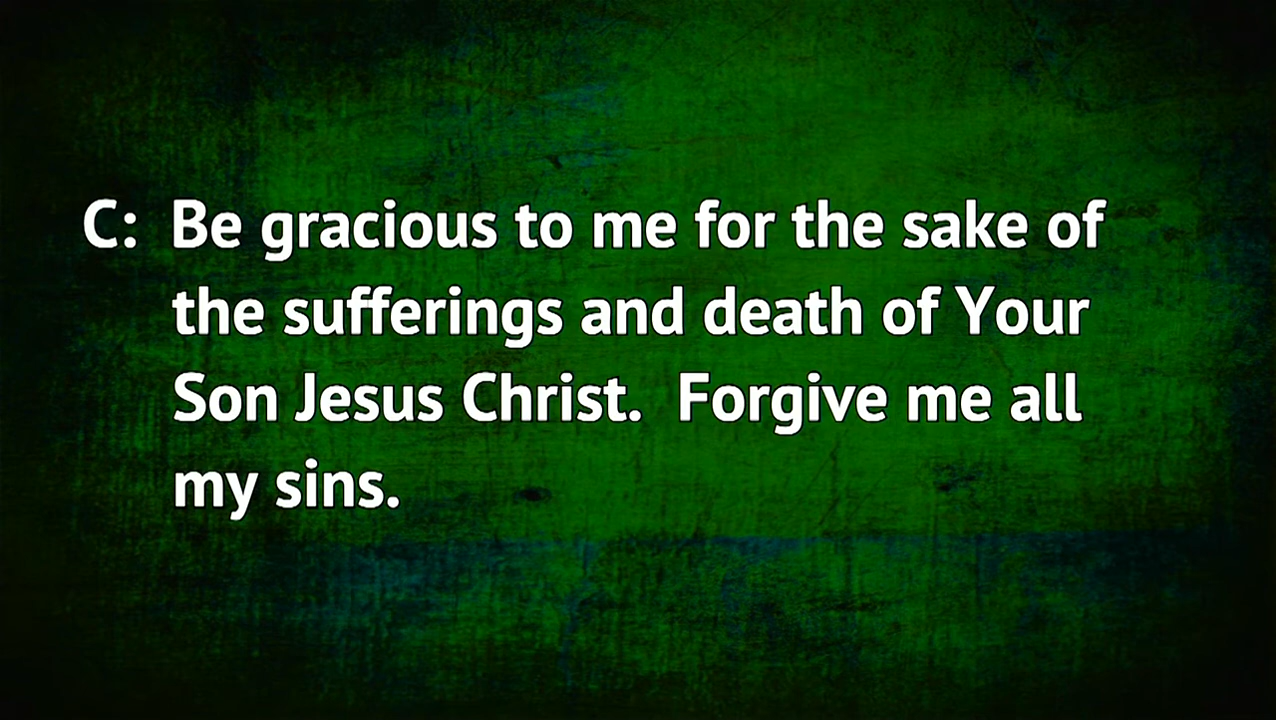 C: Be gracious to me for the sake of
the sufferings and death of Your
Son Jesus Christ. Forgive me all
my sins.